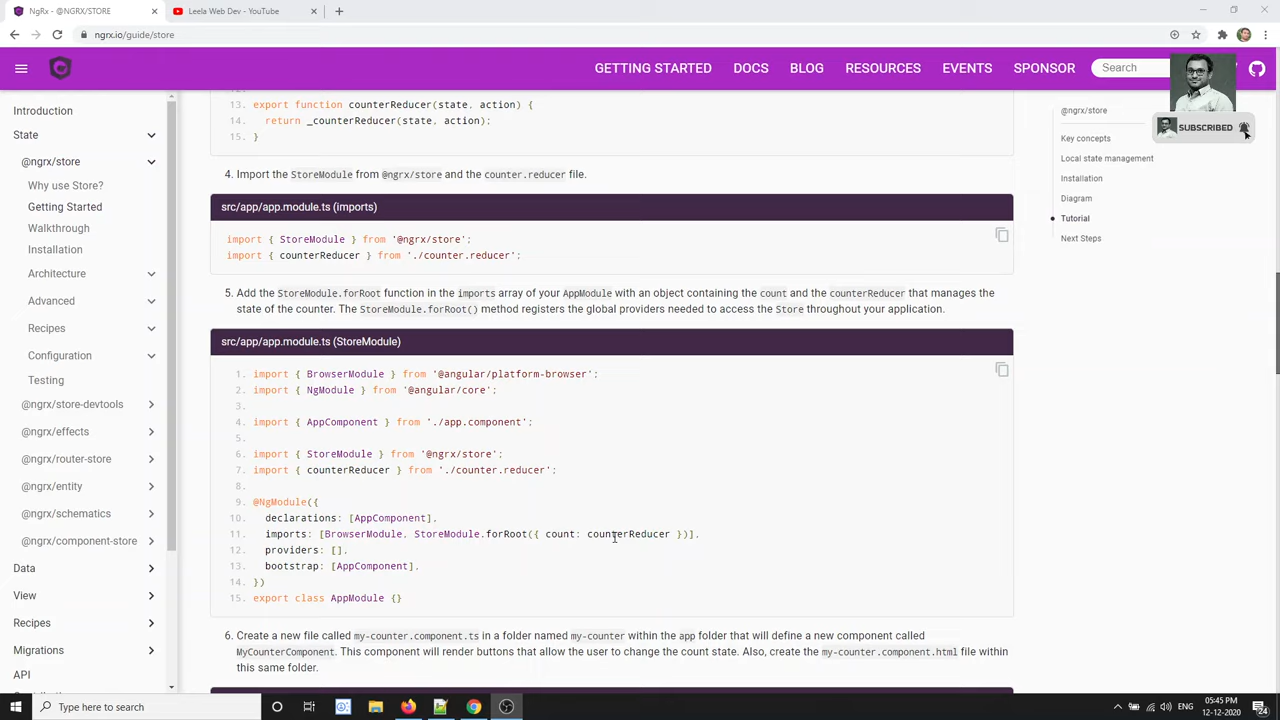 NgRx - @NGRX/STORE
Leela Web Dev - YouTube
ngrx.io/guide/store
GETTING STARTED
DOCS
BLOG
RESOURCES
EVENTS
SPONSOR
Search
SUBSCRIBED
Introduction
State
@ngrx/store
Why use Store?
Getting Started
Walkthrough
Installation
Architecture
Advanced
Recipes
Configuration
Testing
@ngrx/store-devtools
@ngrx/effects
@ngrx/router-store
@ngrx/entity
@ngrx/schematics
@ngrx/component-store
Data
View
Recipes
Migrations
API
13. export function counterReducer(state, action) {
14. return _counterReducer(state, action);
15. }
4. Import the StoreModule from @ngrx/store and the counter.reducer file.
src/app/app.module.ts (imports)
import { StoreModule } from '@ngrx/store';
import { counterReducer } from './counter.reducer';
5. Add the StoreModule.forRoot function in the imports array of your AppModule with an object containing the count and the counterReducer that manages the
state of the counter. The StoreModule.forRoot() method registers the global providers needed to access the Store throughout your application.
src/app/app.module.ts (StoreModule)
1. import { BrowserModule } from '@angular/platform-browser';
2. import { NgModule } from '@angular/core';
3.
4. import { AppComponent } from './app.component';
5.
6. import { StoreModule } from '@ngrx/store';
7. import { counterReducer } from './counter.reducer';
8.
9. @NgModule({
10. declarations: [AppComponent],
11. imports: [BrowserModule, StoreModule.forRoot({ count: counterReducer })],
12. providers: [],
13. bootstrap: [AppComponent],
14. })
15. export class AppModule {}
6. Create a new file called my-counter.component.ts in a folder named my-counter within the app folder that will define a new component called
MyCounterComponent. This component will render buttons that allow the user to change the count state. Also, create the my-counter.component.html file within
this same folder.
@ngrx/store
Key concepts
Local state management
Installation
Diagram
Tutorial
Next Steps
Type here to search
ENG
05:45 PM
12-12-2020
24